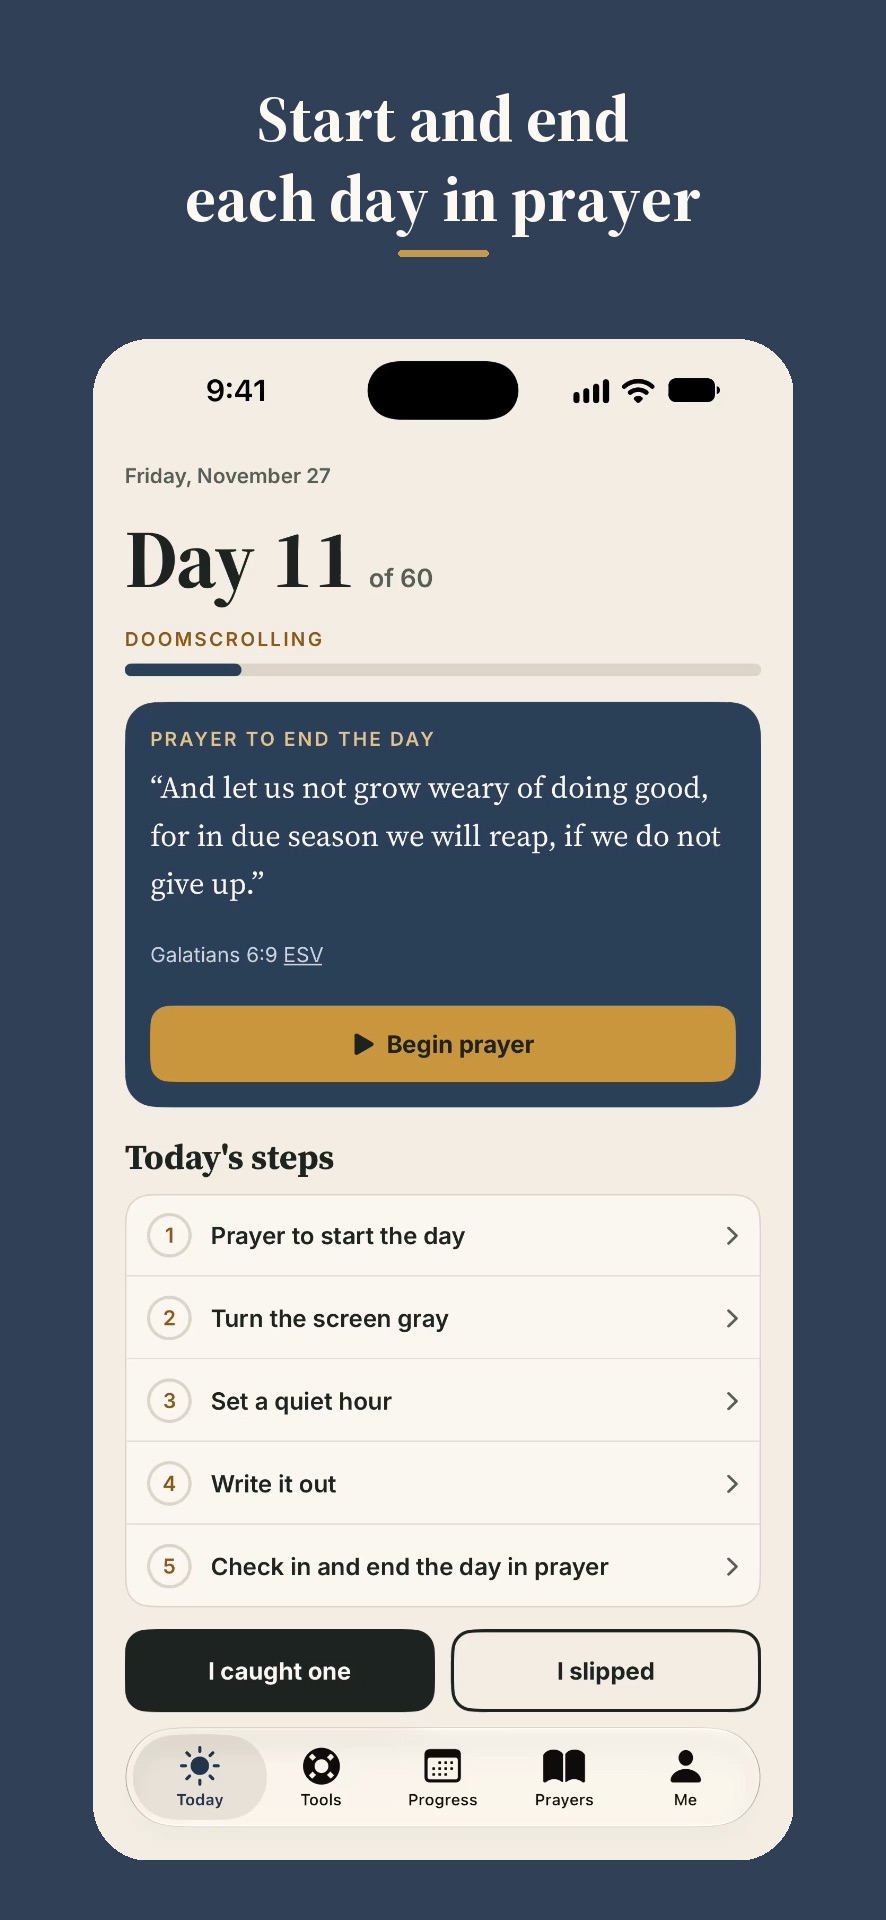 Start and end
each day in prayer
9:41
Friday, November 27
Day 11 of 60
DOOMSCROLLING
PRAYER TO END THE DAY
“And let us not grow weary of doing good,
for in due season we will reap, if we do not
give up.”
Galatians 6:9 ESV
Begin prayer
Today's steps
1 Prayer to start the day
2 Turn the screen gray
3 Set a quiet hour
4 Write it out
5 Check in and end the day in prayer
I caught one I slipped
Today Tools Progress Prayers Me